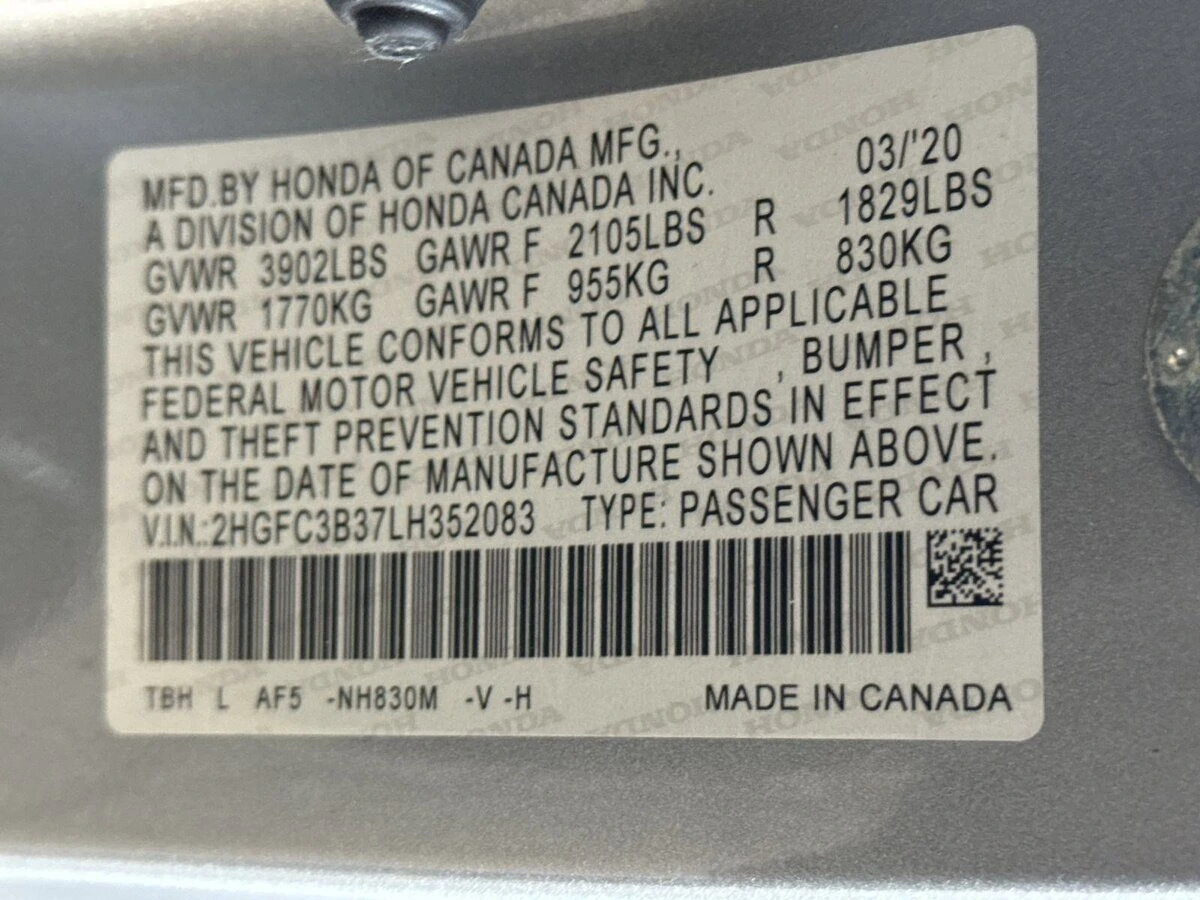 MFD.BY HONDA OF CANADA MFG., 03/'20
A DIVISION OF HONDA CANADA INC.
GVWR 3902LBS GAWR F 2105LBS R 1829LBS
GVWR 1770KG GAWR F 955KG R 830KG
THIS VEHICLE CONFORMS TO ALL APPLICABLE
FEDERAL MOTOR VEHICLE SAFETY , BUMPER ,
AND THEFT PREVENTION STANDARDS IN EFFECT
ON THE DATE OF MANUFACTURE SHOWN ABOVE.
V.I.N.:2HGFC3B37LH352083 TYPE: PASSENGER CAR
TBH L AF5 -NH830M -V -H MADE IN CANADA